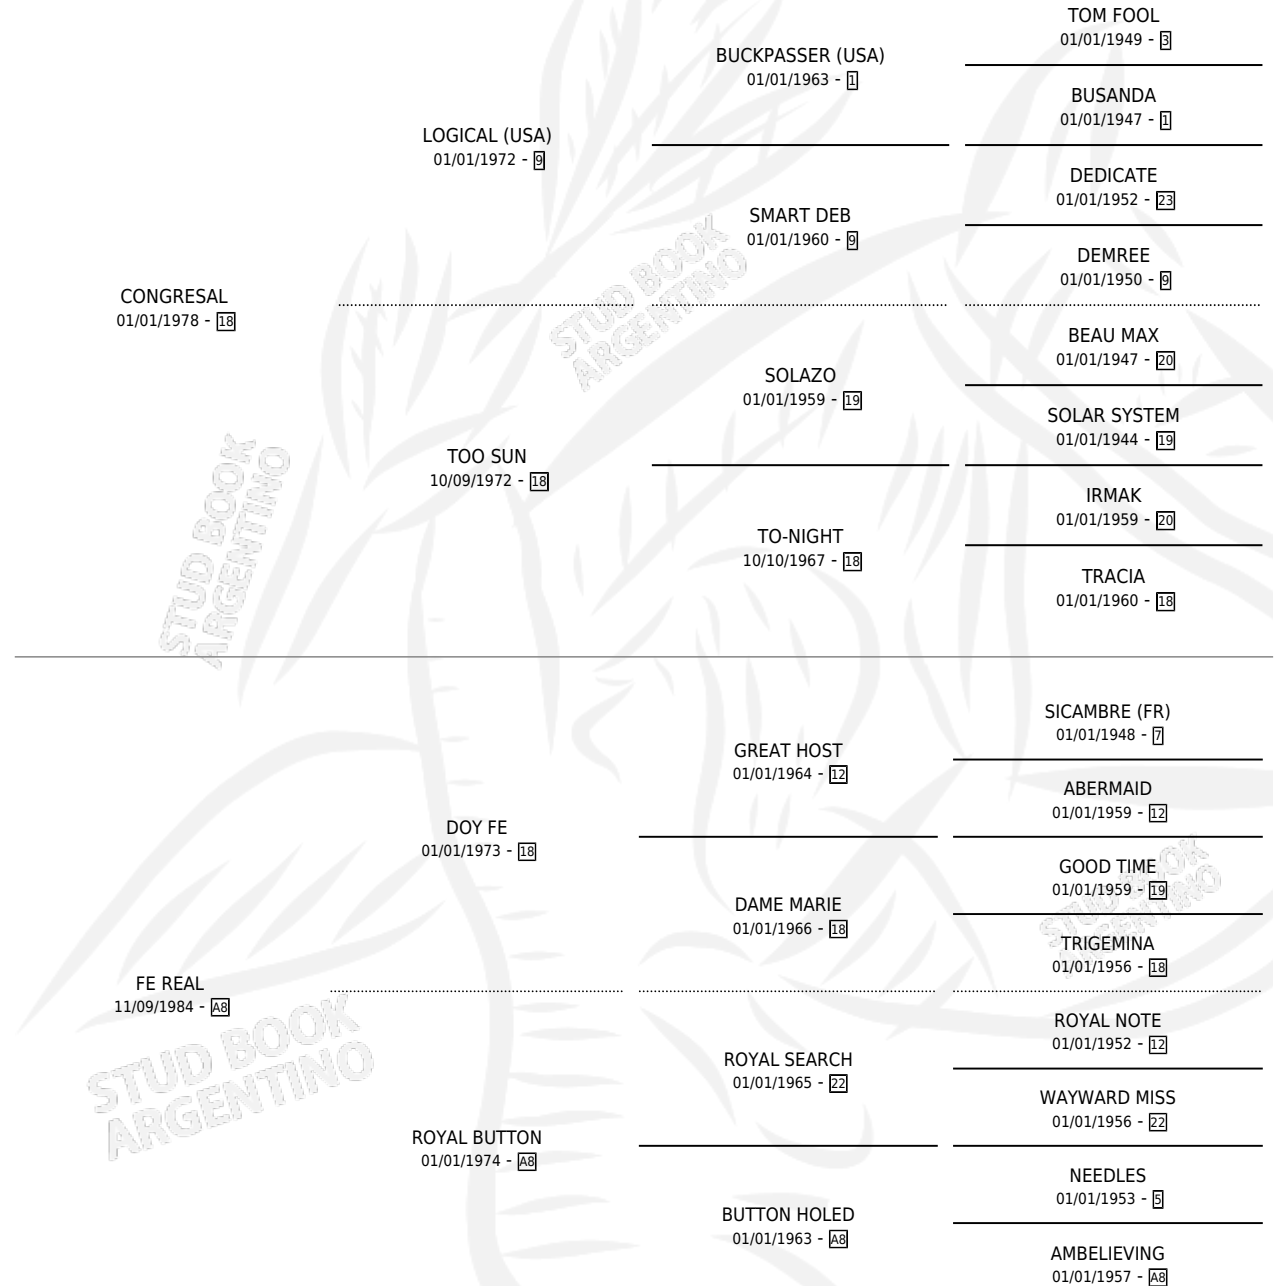 TOM FOOL
01/01/1949 - 3
BUCKPASSER (USA)
01/01/1963 - 1
BUSANDA
01/01/1947 - 1
LOGICAL (USA)
01/01/1972 - 9
DEDICATE
01/01/1952 - 23
SMART DEB
01/01/1960 - 9
DEMREE
01/01/1950 - 9
CONGRESAL
01/01/1978 - 18
BEAU MAX
01/01/1947 - 20
SOLAZO
01/01/1959 - 19
SOLAR SYSTEM
01/01/1944 - 19
TOO SUN
10/09/1972 - 18
IRMAK
01/01/1959 - 20
TO-NIGHT
10/10/1967 - 18
TRACIA
01/01/1960 - 18
STUD BOOK
ARGENTINO
STUD BOOK
ARGENTINO
SICAMBRE (FR)
01/01/1948 - 7
GREAT HOST
01/01/1964 - 12
ABERMAID
01/01/1959 - 12
DOY FE
01/01/1973 - 18
GOOD TIME
01/01/1959 - 19
DAME MARIE
01/01/1966 - 18
TRIGEMINA
01/01/1956 - 18
STUD BOOK
ARGENTINO
FE REAL
11/09/1984 - A8
ROYAL NOTE
01/01/1952 - 12
ROYAL SEARCH
01/01/1965 - 22
WAYWARD MISS
01/01/1956 - 22
ROYAL BUTTON
01/01/1974 - A8
NEEDLES
01/01/1953 - 5
BUTTON HOLED
01/01/1963 - A8
AMBELIEVING
01/01/1957 - A8
STUD BOOK
ARGENTINO